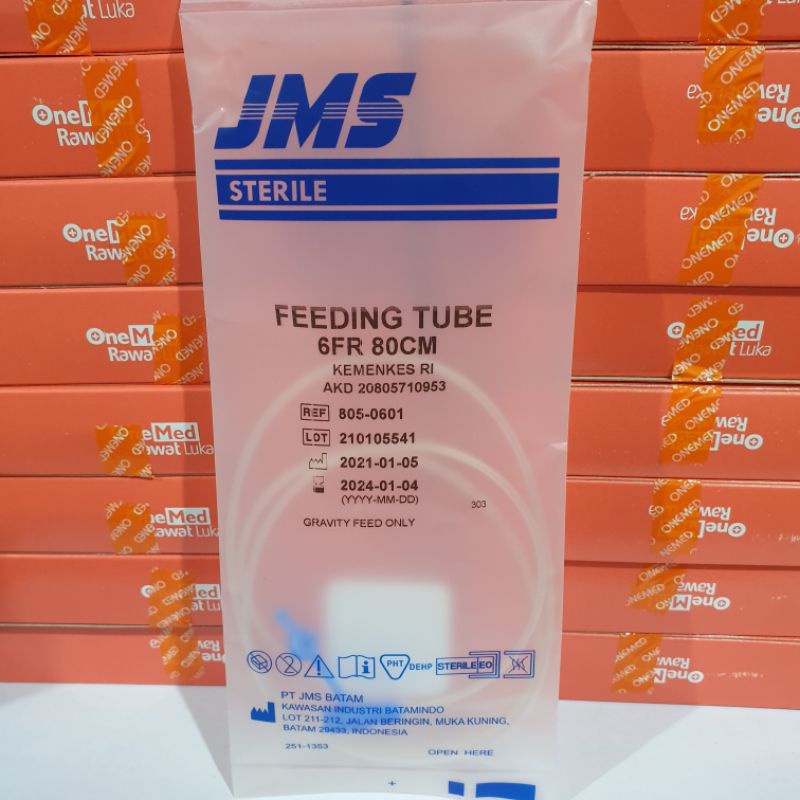 JMS
STERILE
FEEDING TUBE
6FR 80CM
KEMENKES RI
AKD 20805710953
REF 805-0601
LOT 210105541
2021-01-05
2024-01-04
(YYYY-MM-DD)
303
GRAVITY FEED ONLY
PHT DEHP STERILE EO
PT JMS BATAM
KAWASAN INDUSTRI BATAMINDO
LOT 211-212, JALAN BERINGIN, MUKA KUNING,
BATAM 29433, INDONESIA
251-1353
OPEN HERE
OneMed
Rawat Luka
ONEMED